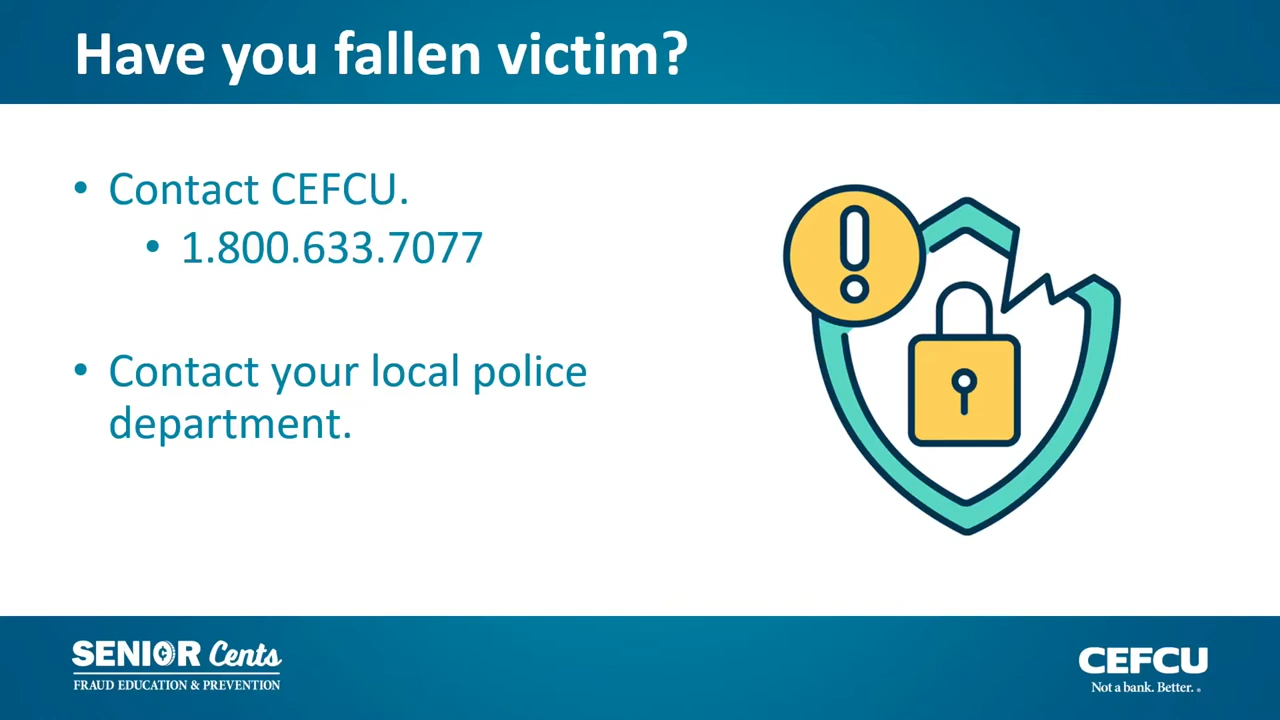 Have you fallen victim?
• Contact CEFCU.
• 1.800.633.7077
• Contact your local police
department.
SENIOR Cents
FRAUD EDUCATION & PREVENTION
CEFCU
Not a bank. Better.®